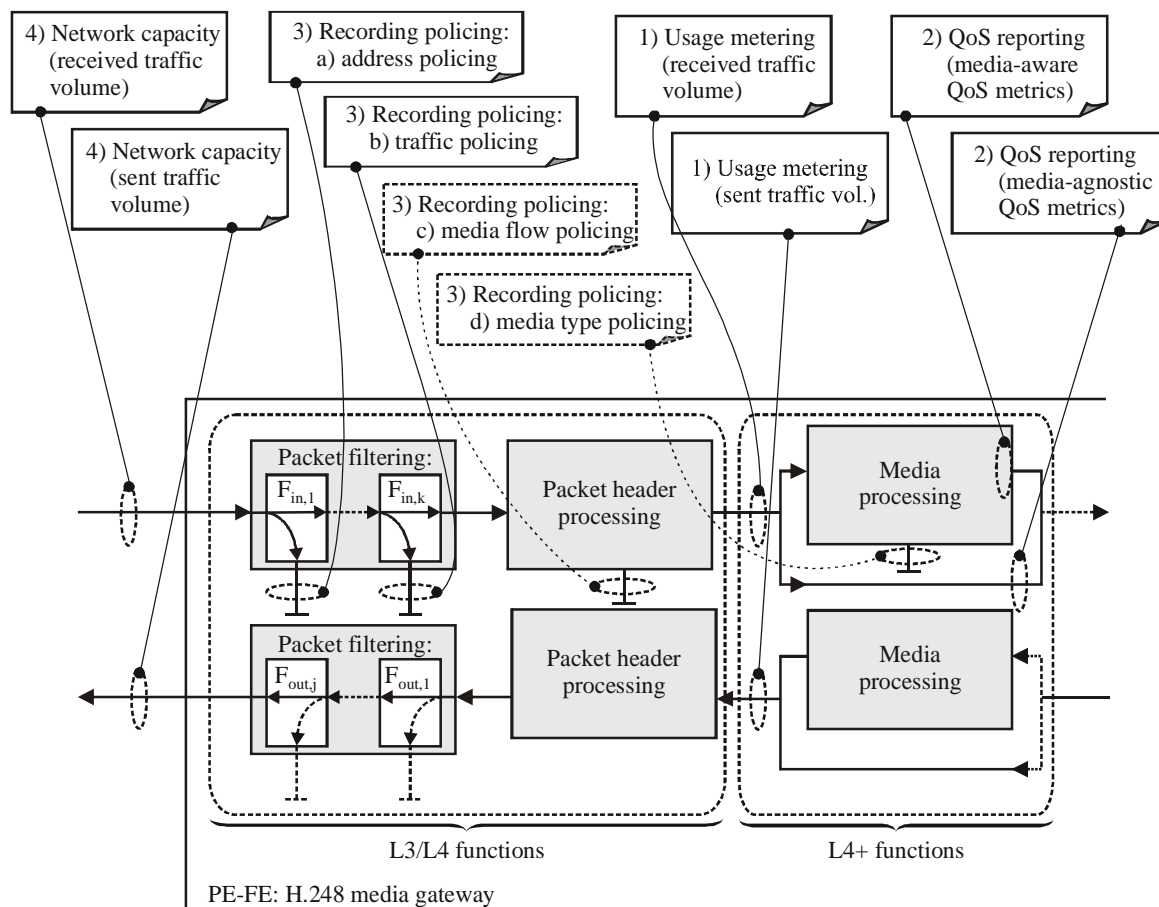 4) Network capacity
(received traffic
volume)
3) Recording policing:
a) address policing
1) Usage metering
(received traffic
volume)
2) QoS reporting
(media-aware
QoS metrics)
3) Recording policing:
b) traffic policing
4) Network capacity
(sent traffic
volume)
1) Usage metering
(sent traffic vol.)
2) QoS reporting
(media-agnostic
QoS metrics)
3) Recording policing:
c) media flow policing
3) Recording policing:
d) media type policing
Packet filtering:
F in,1
F in,k
Packet header
processing
Media
processing
Packet filtering:
F out,j
F out,1
Packet header
processing
Media
processing
L3/L4 functions
L4+ functions
PE-FE: H.248 media gateway